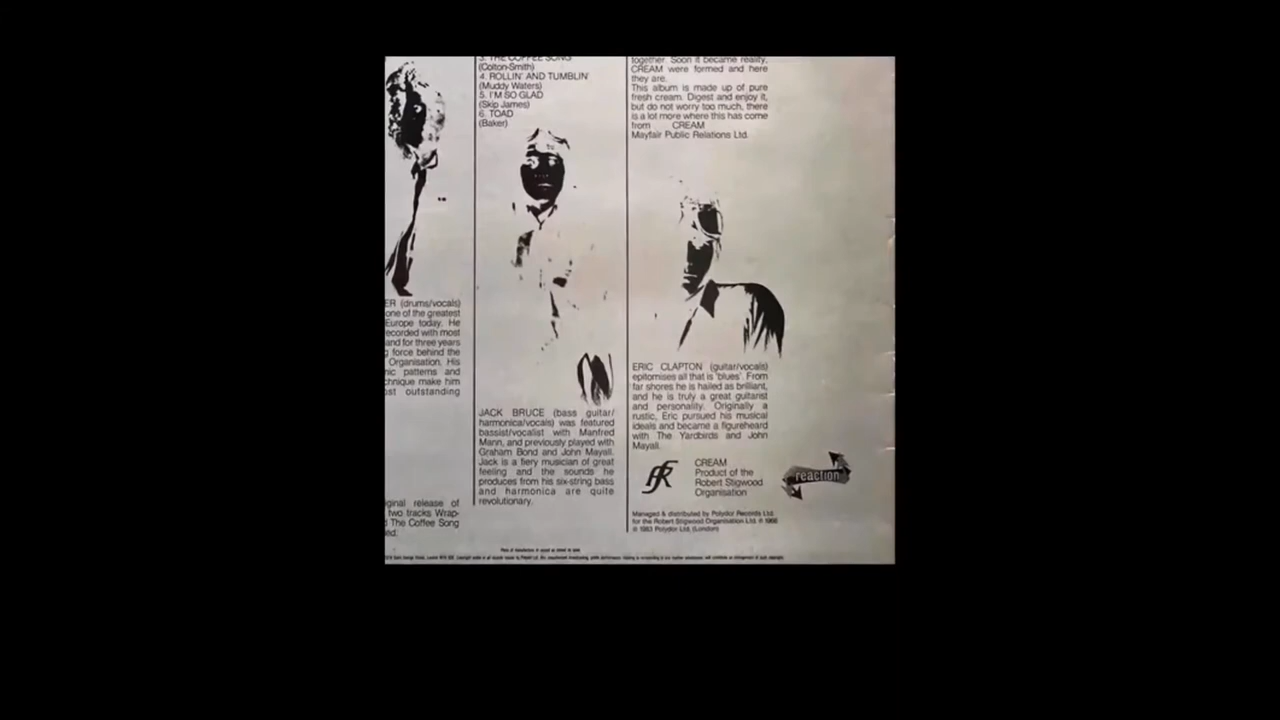 3. THE COFFEE SONG
(Colton-Smith)
4. ROLLIN' AND TUMBLIN'
(Muddy Waters)
5. I'M SO GLAD
(Skip James)
6. TOAD
(Baker)
together. Soon it became reality,
CREAM were formed and here
they are.
This album is made up of pure
fresh cream. Digest and enjoy it,
but do not worry too much, there
is a lot more where this has come
from CREAM
Mayfair Public Relations Ltd.
ER (drums/vocals)
one of the greatest
Europe today. He
ecorded with most
and for three years
g force behind the
Organisation. His
nic patterns and
chnique make him
ost outstanding
iginal release of
two tracks Wrap-
d The Coffee Song
ed.
JACK BRUCE (bass guitar/
harmonica/vocals) was featured
bassist/vocalist with Manfred
Mann, and previously played with
Graham Bond and John Mayall.
Jack is a fiery musician of great
feeling and the sounds he
produces from his six-string bass
and harmonica are quite
revolutionary.
ERIC CLAPTON (guitar/vocals)
epitomises all that is 'blues'. From
far shores he is hailed as brilliant,
and he is truly a great guitarist
and personality. Originally a
rustic, Eric pursued his musical
ideals and became a figureheard
with The Yardbirds and John
Mayall.
CREAM
Product of the
Robert Stigwood
Organisation
reaction
Managed & distributed by Polydor Records Ltd.
for the Robert Stigwood Organisation Ltd. ℗ 1966
© 1983 Polydor Ltd. (London)